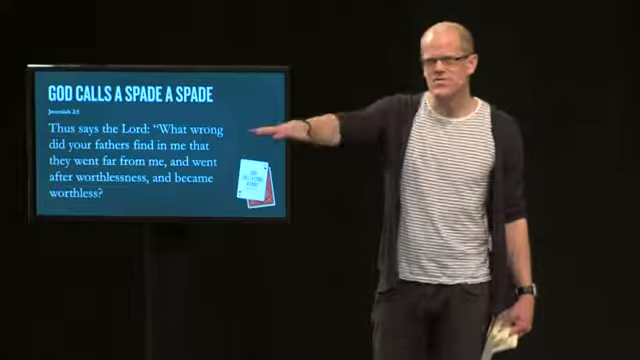 GOD CALLS A SPADE A SPADE
Jeremiah 2:5
Thus says the Lord: "What wrong
did your fathers find in me that
they went far from me, and went
after worthlessness, and became
worthless?